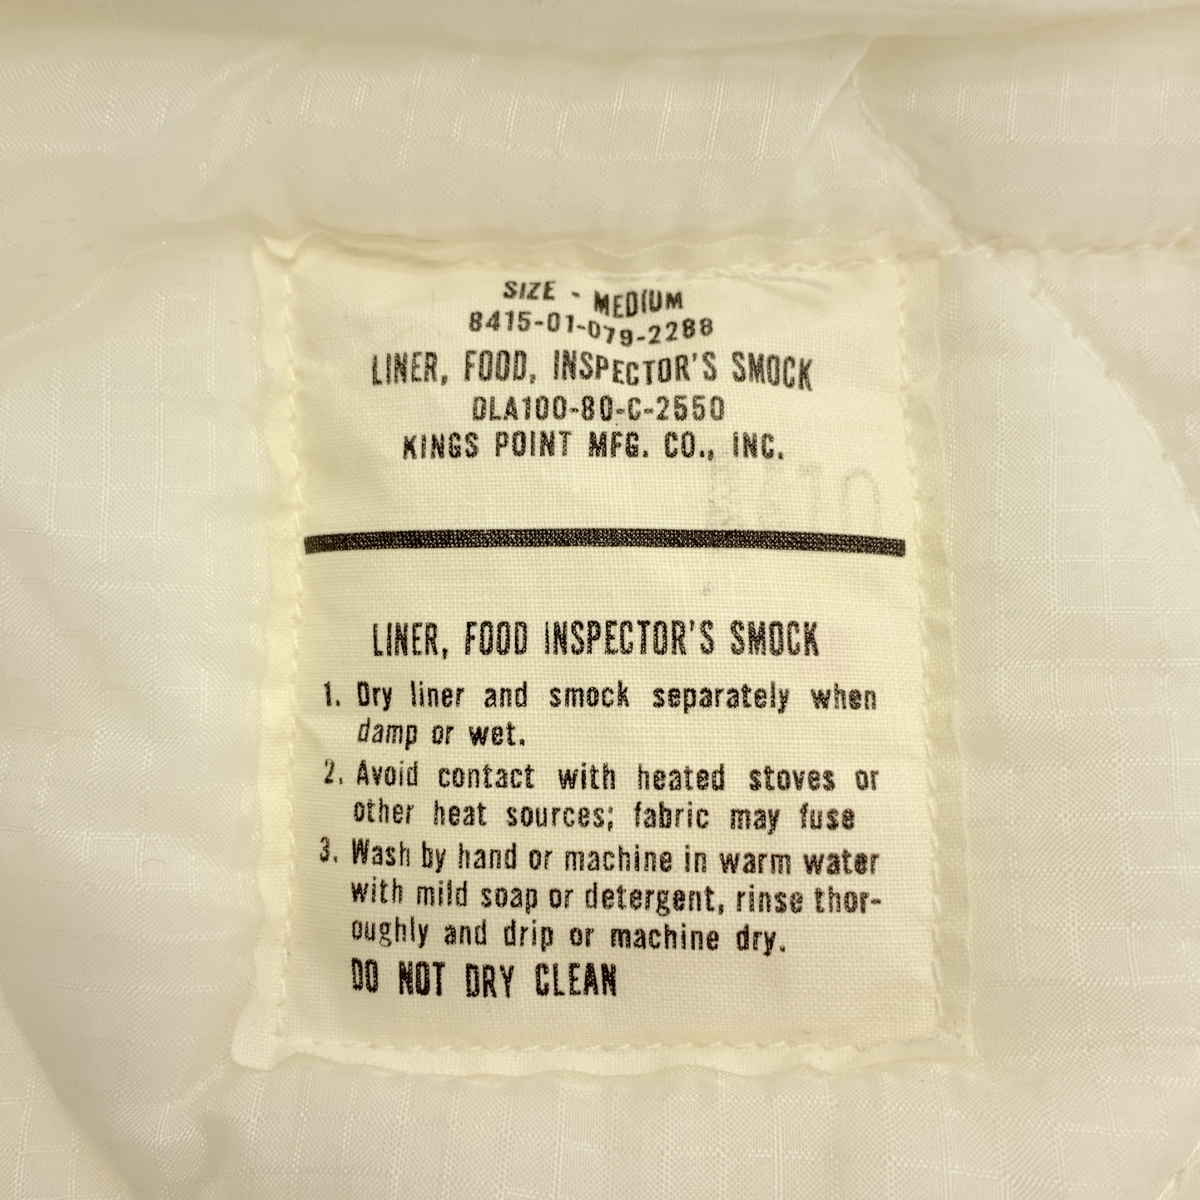 SIZE - MEDIUM
8415-01-079-2288
LINER, FOOD, INSPECTOR'S SMOCK
DLA100-80-C-2550
KINGS POINT MFG. CO., INC.
LINER, FOOD INSPECTOR'S SMOCK
1. Dry liner and smock separately when
damp or wet.
2. Avoid contact with heated stoves or
other heat sources; fabric may fuse
3. Wash by hand or machine in warm water
with mild soap or detergent, rinse thor-
oughly and drip or machine dry.
DO NOT DRY CLEAN